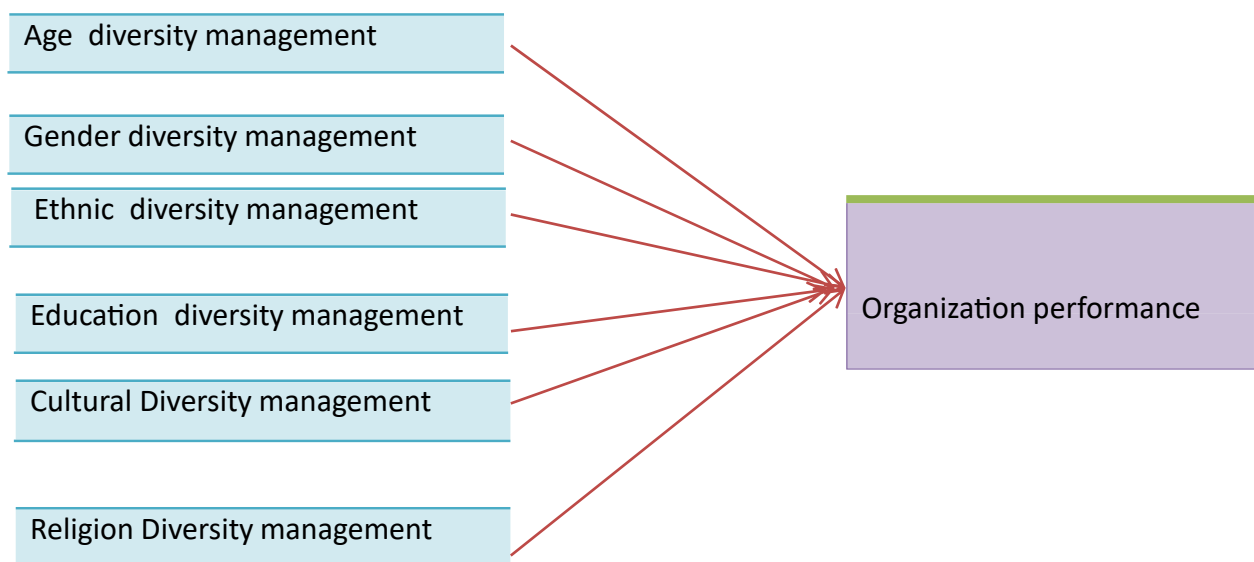 Age  diversity management
Gender diversity management
Ethnic  diversity management
Education  diversity management
Cultural Diversity management
Religion Diversity management
Organization performance